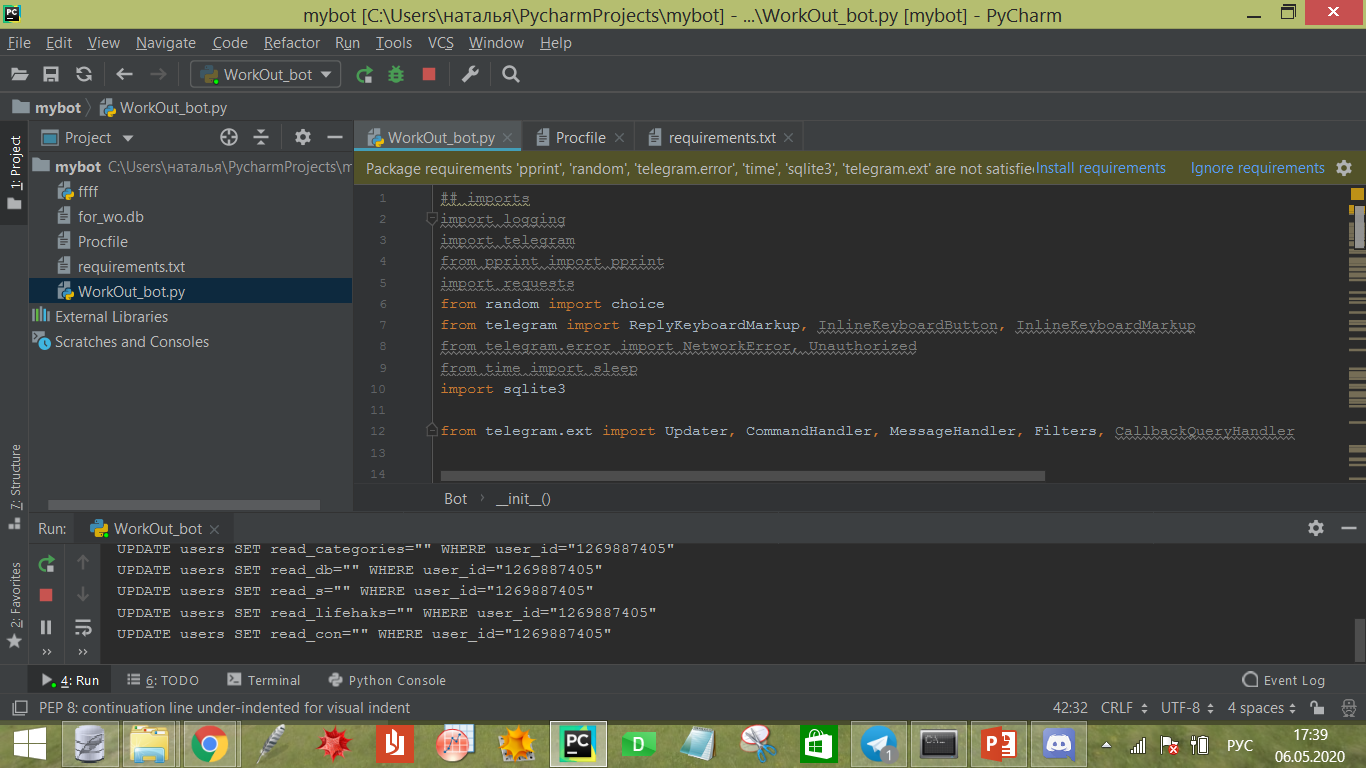 mybot [C:\Users\наталья\PycharmProjects\mybot] - ...\WorkOut_bot.py [mybot] - PyCharm
File Edit View Navigate Code Refactor Run Tools VCS Window Help
WorkOut_bot
mybot WorkOut_bot.py
Project
WorkOut_bot.py Procfile requirements.txt
1: Project
mybot C:\Users\наталья\PycharmProjects\m
ffff
for_wo.db
Procfile
requirements.txt
WorkOut_bot.py
External Libraries
Scratches and Consoles
Package requirements 'pprint', 'random', 'telegram.error', 'time', 'sqlite3', 'telegram.ext' are not satisfie Install requirements Ignore requirements
1 ## imports
2 import logging
3 import telegram
4 from pprint import pprint
5 import requests
6 from random import choice
7 from telegram import ReplyKeyboardMarkup, InlineKeyboardButton, InlineKeyboardMarkup
8 from telegram.error import NetworkError, Unauthorized
9 from time import sleep
10 import sqlite3
11
12 from telegram.ext import Updater, CommandHandler, MessageHandler, Filters, CallbackQueryHandler
13
14
Bot › __init__()
7: Structure
2: Favorites
Run: WorkOut_bot
UPDATE users SET read_categories="" WHERE user_id="1269887405"
UPDATE users SET read_db="" WHERE user_id="1269887405"
UPDATE users SET read_s="" WHERE user_id="1269887405"
UPDATE users SET read_lifehaks="" WHERE user_id="1269887405"
UPDATE users SET read_con="" WHERE user_id="1269887405"
4: Run 6: TODO Terminal Python Console Event Log
PEP 8: continuation line under-indented for visual indent 42:32 CRLF UTF-8 4 spaces
PC D C:\ 1 P РУС 17:39
06.05.2020